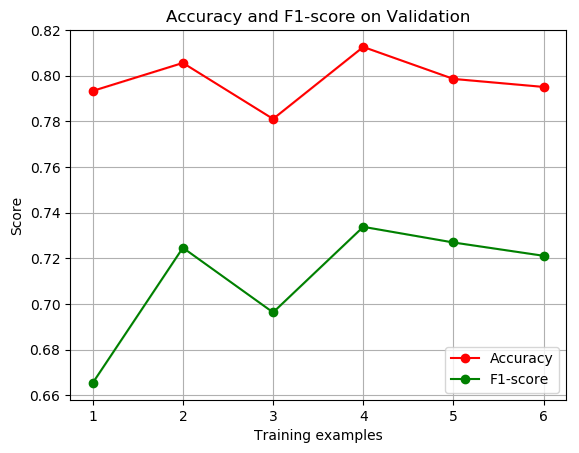 Accuracy and F1-score on Validation
0.82
0.80
0.78
0.76
0.74
0.72
0.70
0.68
0.66
Score
1 2 3 4 5 6
Training examples
Accuracy
F1-score